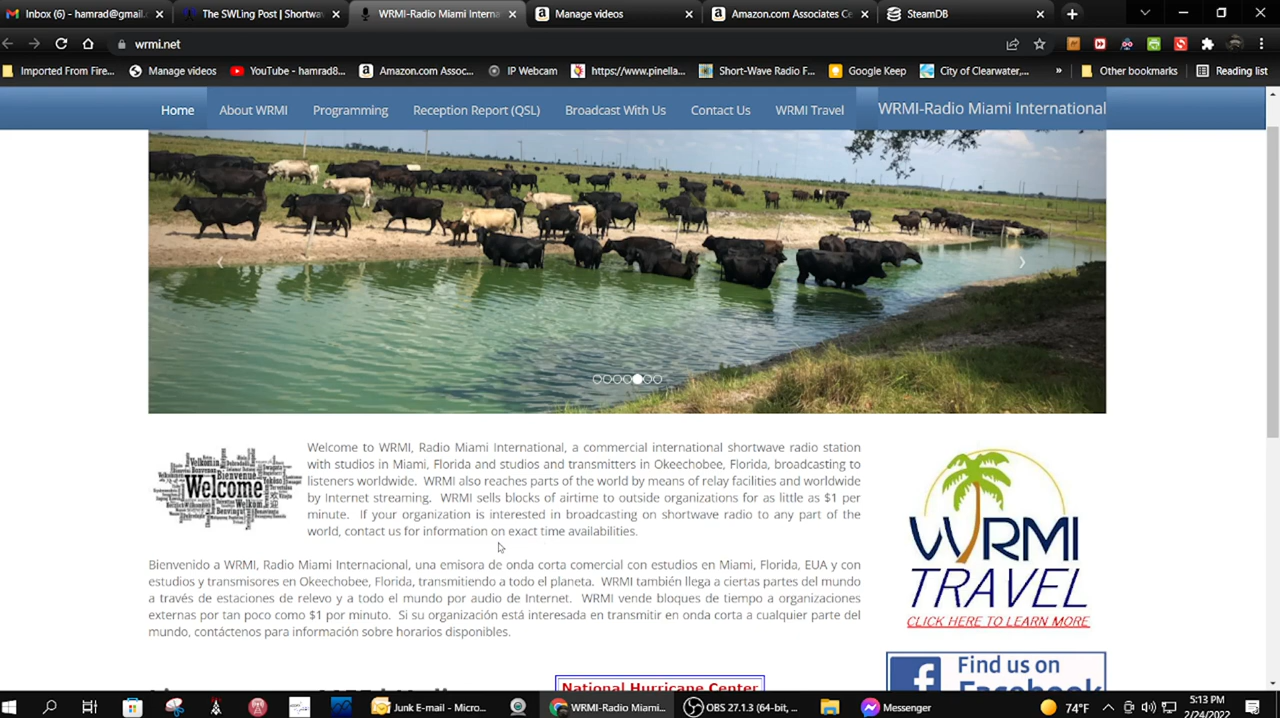 Inbox (6) - hamrad@gmail.c
The SWLing Post | Shortwav
WRMI-Radio Miami Internat
Manage videos
Amazon.com Associates Ce
SteamDB
wrmi.net
Imported From Fire...
Manage videos
YouTube - hamrad8...
Amazon.com Assoc...
IP Webcam
https://www.pinella...
Short-Wave Radio F...
Google Keep
City of Clearwater,...
»
Other bookmarks
Reading list
Home
About WRMI
Programming
Reception Report (QSL)
Broadcast With Us
Contact Us
WRMI Travel
WRMI-Radio Miami International
Welcome
Welcome to WRMI, Radio Miami International, a commercial international shortwave radio station
with studios in Miami, Florida and studios and transmitters in Okeechobee, Florida, broadcasting to
listeners worldwide. WRMI also reaches parts of the world by means of relay facilities and worldwide
by Internet streaming. WRMI sells blocks of airtime to outside organizations for as little as $1 per
minute. If your organization is interested in broadcasting on shortwave radio to any part of the
world, contact us for information on exact time availabilities.
Bienvenido a WRMI, Radio Miami Internacional, una emisora de onda corta comercial con estudios en Miami, Florida, EUA y con
estudios y transmisores en Okeechobee, Florida, transmitiendo a todo el planeta. WRMI también llega a ciertas partes del mundo
a través de estaciones de relevo y a todo el mundo por audio de Internet. WRMI vende bloques de tiempo a organizaciones
externas por tan poco como $1 por minuto. Si su organización está interesada en transmitir en onda corta a cualquier parte del
mundo, contáctenos para información sobre horarios disponibles.
WRMI
TRAVEL
CLICK HERE TO LEARN MORE
Find us on
Facebook
National Hurricane Center
Junk E-mail - Micro...
WRMI-Radio Miami...
OBS 27.1.3 (64-bit, ...
Messenger
74°F
5:13 PM
2/24/2022